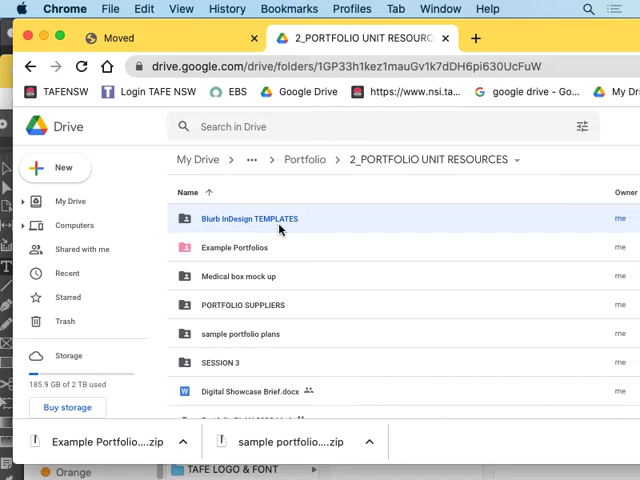 Chrome File Edit View History Bookmarks Profiles Tab Window Help
Moved
2_PORTFOLIO UNIT RESOURC
drive.google.com/drive/folders/1GP33h1kez1mauGv1k7dDH6pi630UcFuW
TAFENSW Login TAFE NSW EBS Google Drive https://www.nsi.ta... google drive - Go... My Dri
Drive
Search in Drive
New
My Drive ••• Portfolio 2_PORTFOLIO UNIT RESOURCES
Name Owner
My Drive
Computers
Shared with me
Recent
Starred
Trash
Storage
185.9 GB of 2 TB used
Buy storage
Blurb InDesign TEMPLATES me
Example Portfolios me
Medical box mock up me
PORTFOLIO SUPPLIERS me
sample portfolio plans me
SESSION 3 me
Digital Showcase Brief.docx me
Example Portfolio....zip
sample portfolio....zip
Orange
TAFE LOGO & FONT